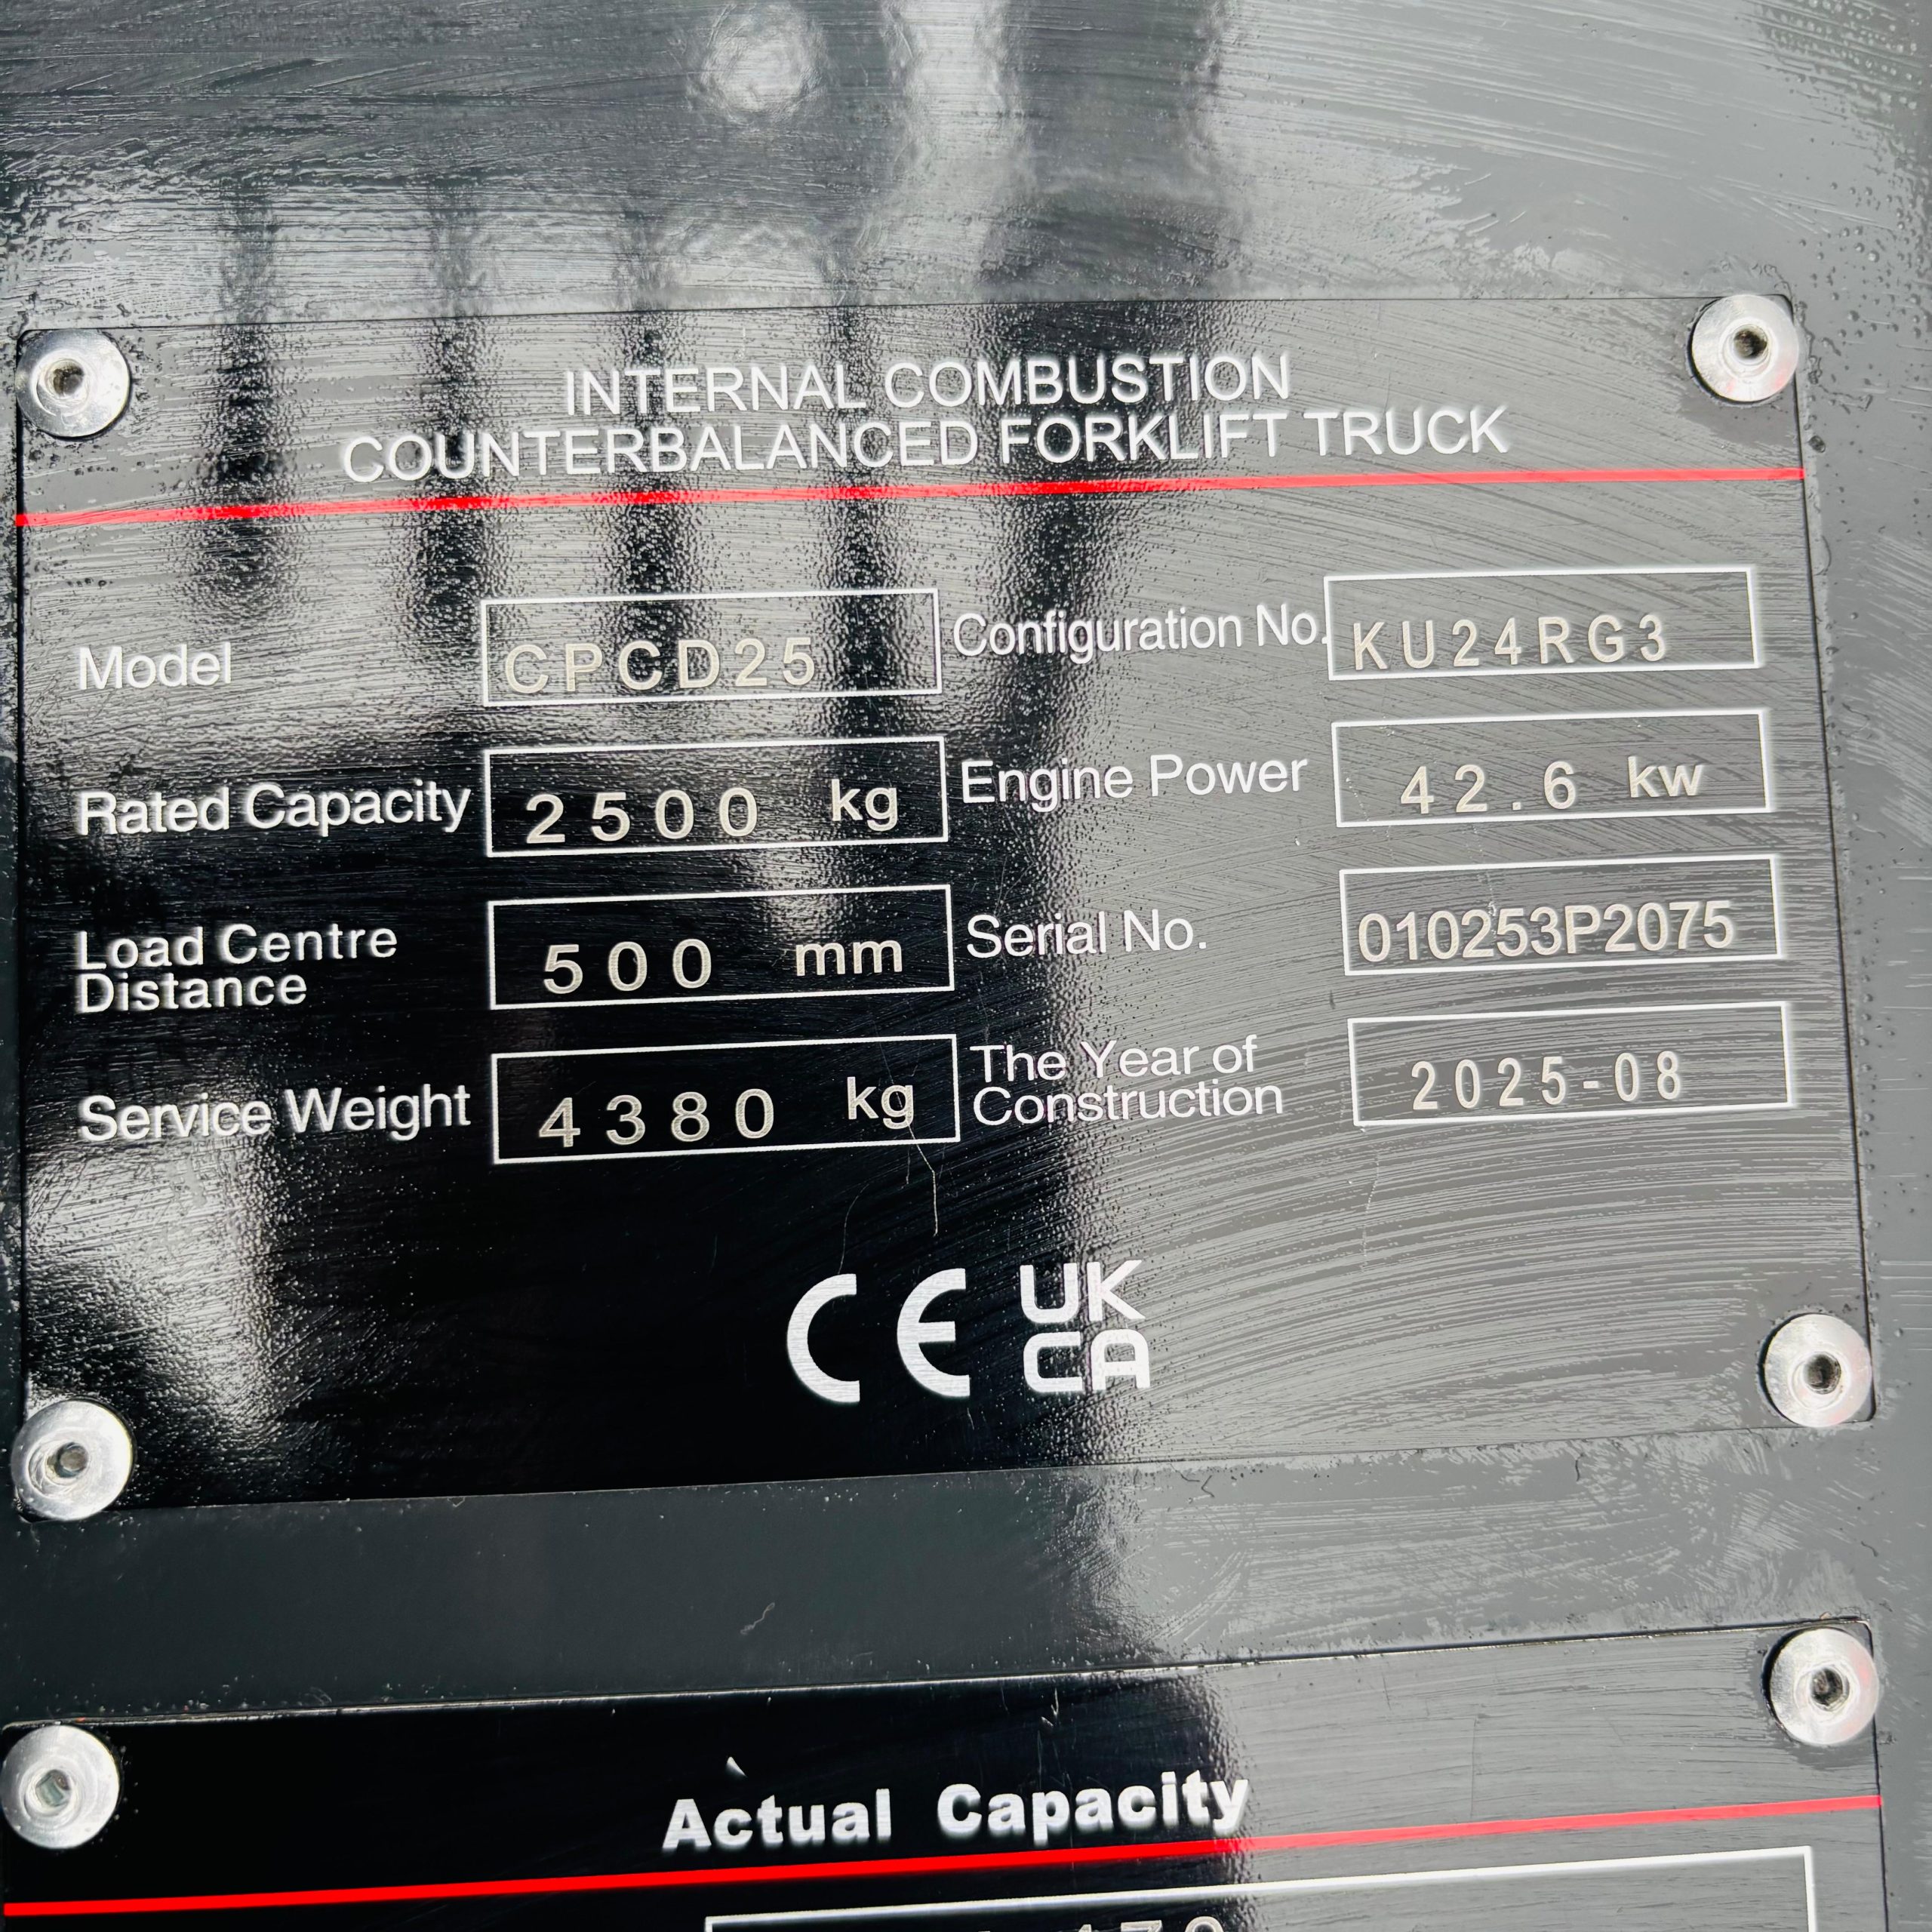 INTERNAL COMBUSTION
COUNTERBALANCED FORKLIFT TRUCK
Model CPCD25 Configuration No. KU24RG3
Rated Capacity 2500 kg Engine Power 42.6 kw
Load Centre Distance 500 mm Serial No. 010253P2075
Service Weight 4380 kg The Year of Construction 2025-08
CE UK
CA
Actual Capacity